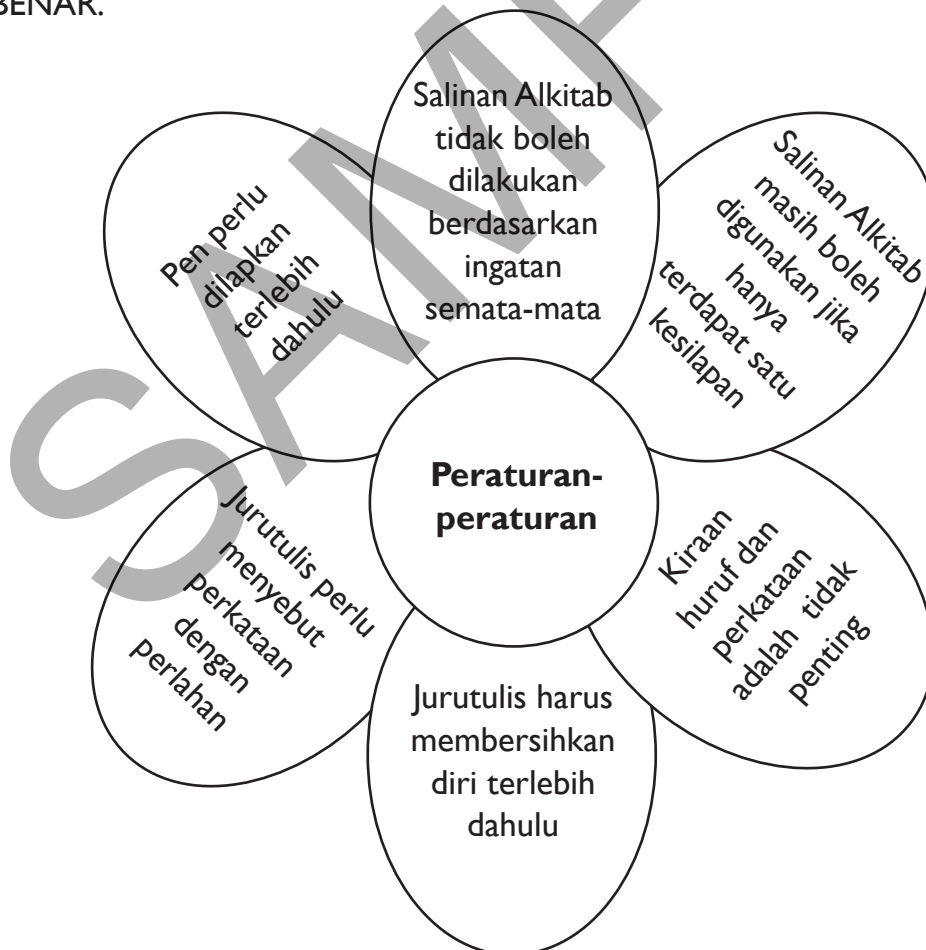 BENAR.
Salinan Alkitab
tidak boleh
dilakukan
berdasarkan
ingatan
semata-mata
Salinan Alkitab
masih boleh
digunakan jika
hanya
terdapat satu
kesilapan
Pen perlu
dilapkan
terlebih
dahulu
Peraturan-
peraturan
Jurutulis perlu
menyebut
perkataan
dengan
perlahan
Kiraan
huruf dan
perkataan
adalah tidak
penting
Jurutulis harus
membersihkan
diri terlebih
dahulu